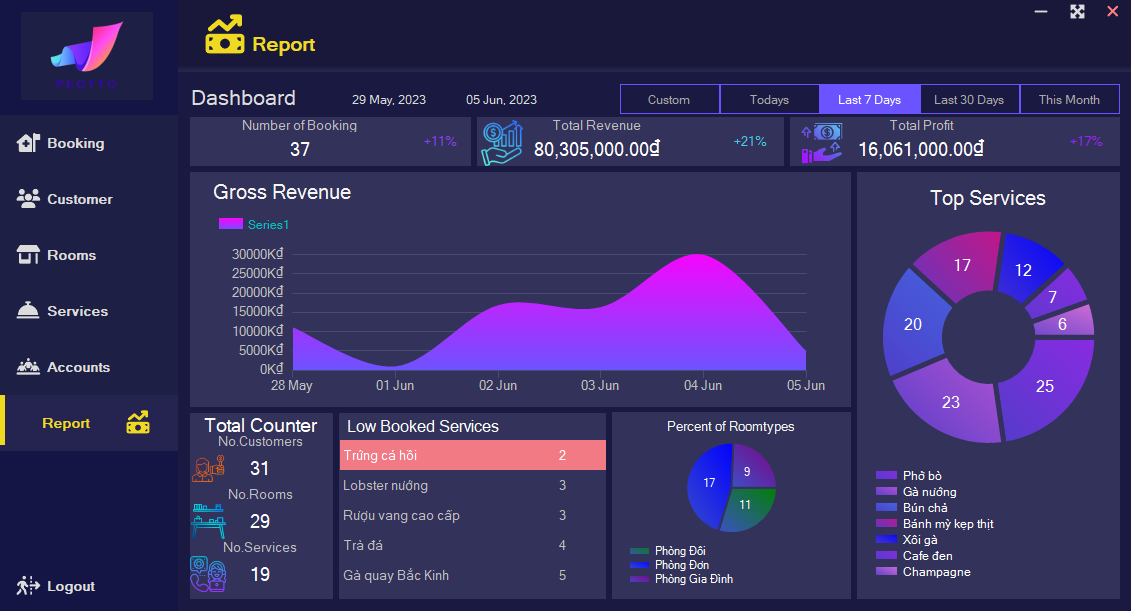 Report
PROTTO
Booking
Customer
Rooms
Services
Accounts
Report
Logout
Dashboard
29 May, 2023
05 Jun, 2023
Custom
Todays
Last 7 Days
Last 30 Days
This Month
Number of Booking
37
+11%
Total Revenue
80,305,000.00₫
+21%
Total Profit
16,061,000.00₫
+17%
Gross Revenue
Series1
30000K₫
25000K₫
20000K₫
15000K₫
10000K₫
5000K₫
0K₫
28 May
01 Jun
02 Jun
03 Jun
04 Jun
05 Jun
Top Services
17
12
7
6
25
23
20
Phở bò
Gà nướng
Bún chả
Bánh mỳ kẹp thịt
Xôi gà
Cafe đen
Champagne
Total Counter
No.Customers
31
No.Rooms
29
No.Services
19
Low Booked Services
Trứng cá hồi 2
Lobster nướng 3
Rượu vang cao cấp 3
Trà đá 4
Gà quay Bắc Kinh 5
Percent of Roomtypes
17
9
11
Phòng Đôi
Phòng Đơn
Phòng Gia Đình